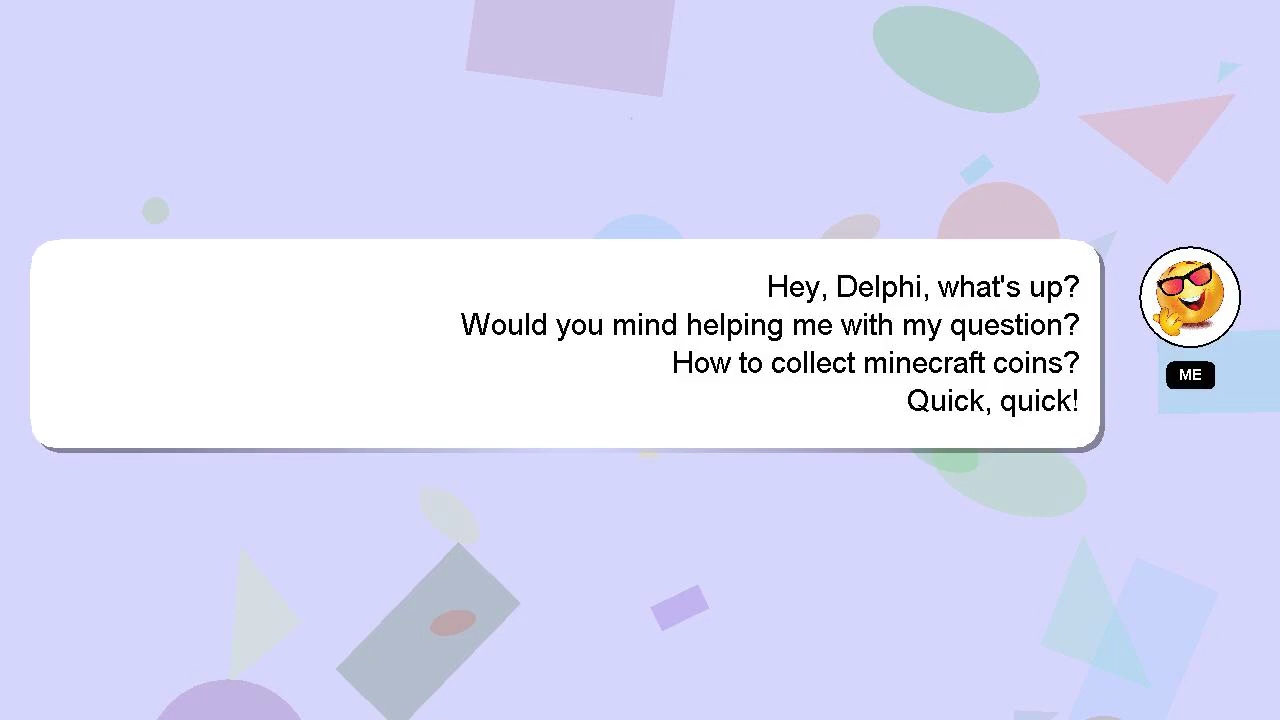 Hey, Delphi, what's up?
Would you mind helping me with my question?
How to collect minecraft coins?
Quick, quick!
ME